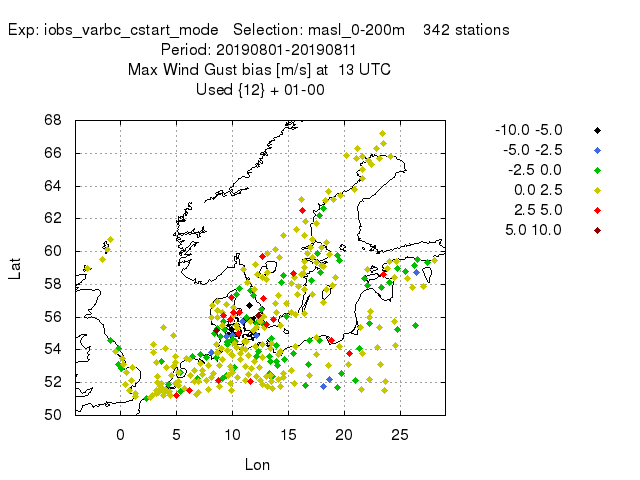 Exp: iobs_varbc_cstart_mode Selection: masl_0-200m 342 stations
Period: 20190801-20190811
Max Wind Gust bias [m/s] at 13 UTC
Used {12} + 01-00
68
66
64
62
60
58
56
54
52
50
Lat
0 5 10 15 20 25
Lon
-10.0 -5.0
-5.0 -2.5
-2.5 0.0
0.0 2.5
2.5 5.0
5.0 10.0